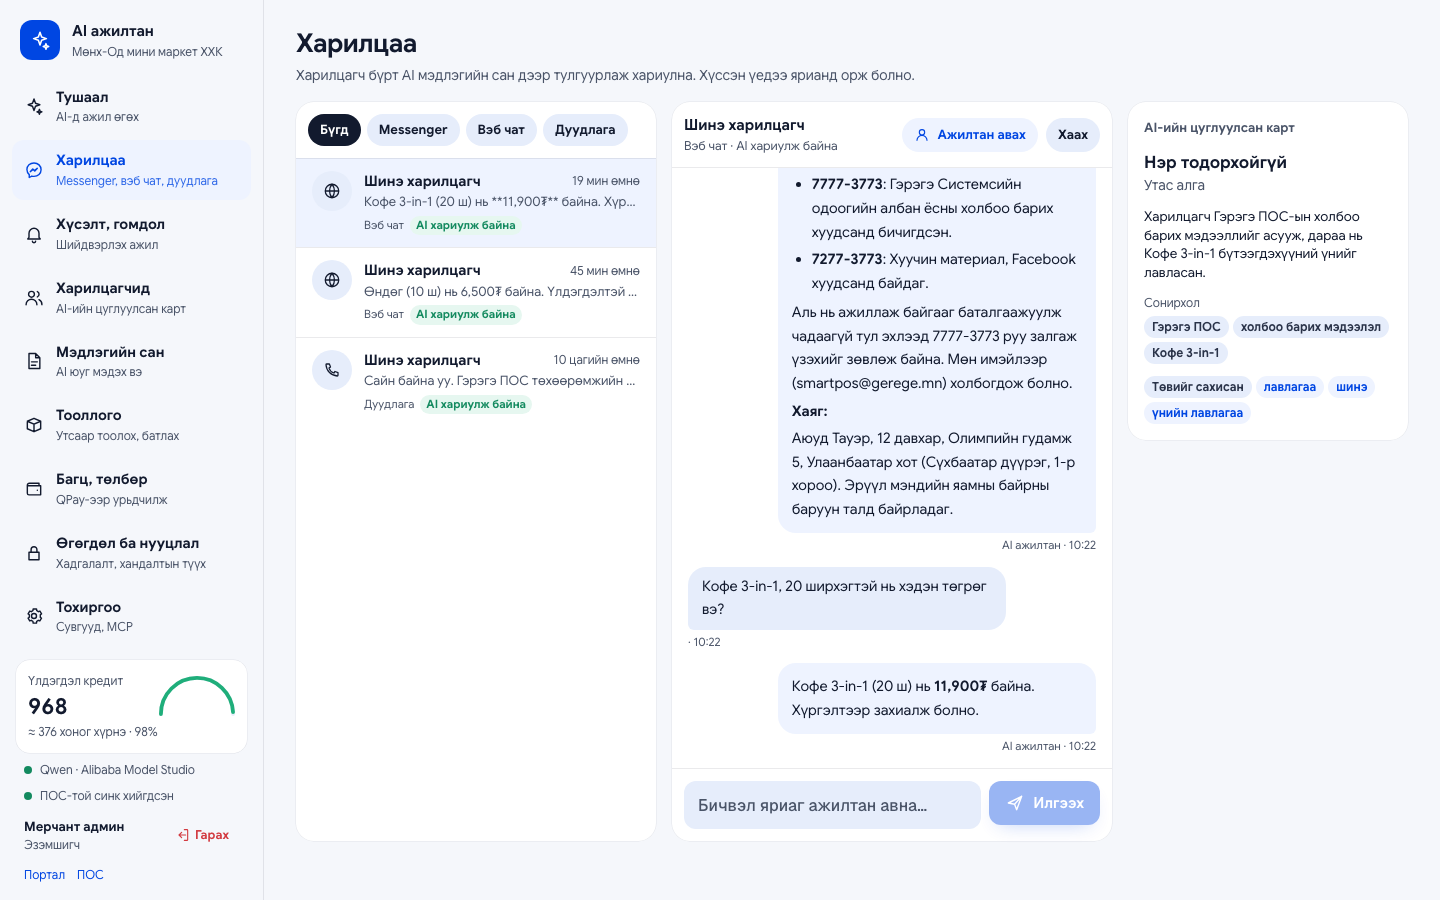 AI ажилтан
Мөнх-Од мини маркет ХХК
Тушаал
AI-д ажил өгөх
Харилцаа
Messenger, вэб чат, дуудлага
Хүсэлт, гомдол
Шийдвэрлэх ажил
Харилцагчид
AI-ийн цуглуулсан карт
Мэдлэгийн сан
AI юуг мэдэх вэ
Тооллого
Утсаар тоолох, батлах
Багц, төлбөр
QPay-ээр урьдчилж
Өгөгдөл ба нууцлал
Хадгалалт, хандалтын түүх
Тохиргоо
Сувгууд, MCP
Үлдэгдэл кредит
968
≈ 376 хоног хүрнэ · 98%
Qwen · Alibaba Model Studio
ПОС-той синк хийгдсэн
Мерчант админ
Эзэмшигч
Гарах
Портал ПОС
Харилцаа
Харилцагч бүрт AI мэдлэгийн сан дээр тулгуурлаж хариулна. Хүссэн үедээ ярианд орж болно.
Бүгд Messenger Вэб чат Дуудлага
Шинэ харилцагч 19 мин өмнө
Кофе 3-in-1 (20 ш) нь **11,900₮** байна. Хүр...
Вэб чат AI хариулж байна
Шинэ харилцагч 45 мин өмнө
Өндөг (10 ш) нь 6,500₮ байна. Үлдэгдэлтэй ...
Вэб чат AI хариулж байна
Шинэ харилцагч 10 цагийн өмнө
Сайн байна уу. Гэрэгэ ПОС төхөөрөмжийн ...
Дуудлага AI хариулж байна
Шинэ харилцагч
Вэб чат · AI хариулж байна
Ажилтан авах Хаах
• 7777-3773: Гэрэгэ Системсийн
одоогийн албан ёсны холбоо барих
хуудсанд бичигдсэн.
• 7277-3773: Хуучин материал, Facebook
хуудсанд байдаг.
Аль нь ажиллаж байгааг баталгаажуулж
чадаагүй тул эхлээд 7777-3773 руу залгаж
үзэхийг зөвлөж байна. Мөн имэйлээр
(smartpos@gerege.mn) холбогдож болно.
Хаяг:
Аюуд Тауэр, 12 давхар, Олимпийн гудамж
5, Улаанбаатар хот (Сүхбаатар дүүрэг, 1-р
хороо). Эрүүл мэндийн яамны байрны
баруун талд байрладаг.
AI ажилтан · 10:22
Кофе 3-in-1, 20 ширхэгтэй нь хэдэн төгрөг
вэ?
· 10:22
Кофе 3-in-1 (20 ш) нь 11,900₮ байна.
Хүргэлтээр захиалж болно.
AI ажилтан · 10:22
Бичвэл яриаг ажилтан авна...
Илгээх
AI-ийн цуглуулсан карт
Нэр тодорхойгүй
Утас алга
Харилцагч Гэрэгэ ПОС-ын холбоо
барих мэдээллийг асууж, дараа нь
Кофе 3-in-1 бүтээгдэхүүний үнийг
лавласан.
Сонирхол
Гэрэгэ ПОС холбоо барих мэдээлэл
Кофе 3-in-1
Төвийг сахисан лавлагаа шинэ
үнийн лавлагаа